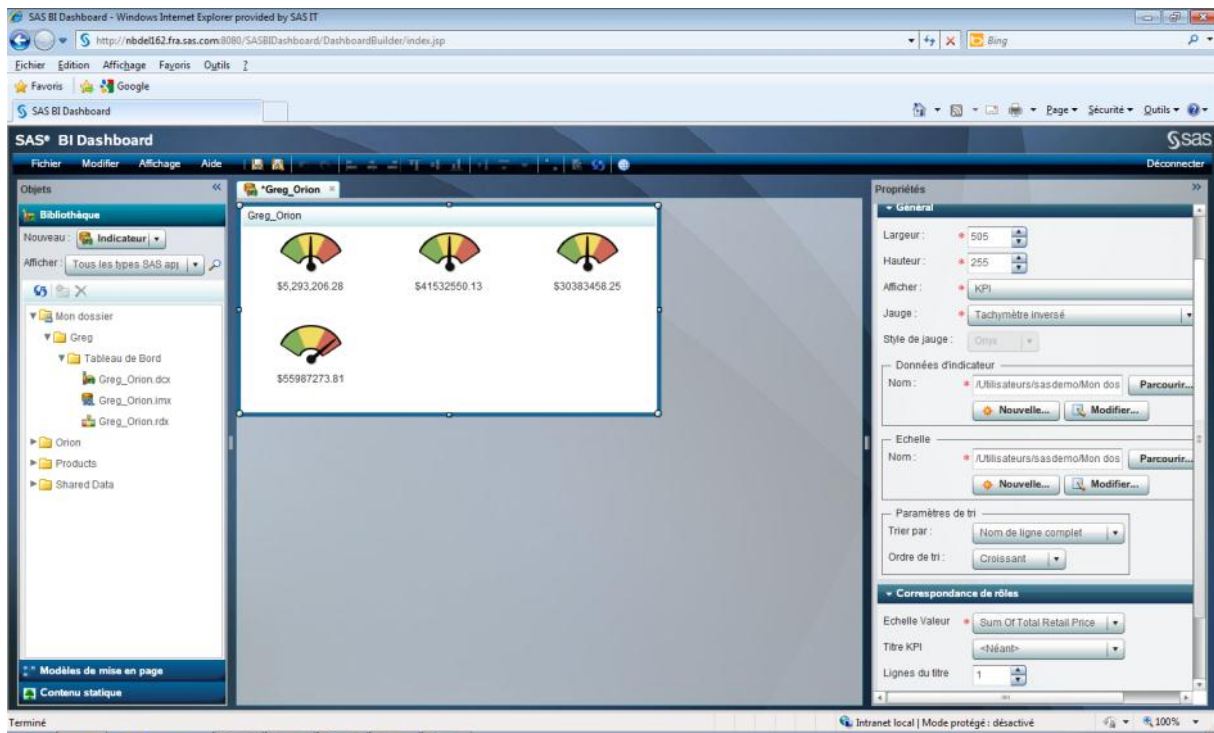 SAS BI Dashboard - Windows Internet Explorer provided by SAS IT
http://nbdel162.fra.sas.com:8080/SASBIDashboard/DashboardBuilder/index.jsp
Bing
Fichier Edition Affichage Favoris Outils ?
Favoris Google
SAS BI Dashboard
Page Sécurité Outils
SAS® BI Dashboard
sas
Fichier Modifier Affichage Aide
Déconnecter
Objets
*Greg_Orion
Propriétés
Bibliothèque
Nouveau : Indicateur
Afficher : Tous les types SAS apj
Mon dossier
Greg
Tableau de Bord
Greg_Orion.dcx
Greg_Orion.imx
Greg_Orion.rdx
Orion
Products
Shared Data
Modèles de mise en page
Contenu statique
Greg_Orion
$5,293,206.28 $41532550.13 $30383458.25
$55987273.81
Général
Largeur : * 505
Hauteur : * 255
Afficher : * KPI
Jauge : * Tachymètre inversé
Style de jauge : Onyx
Données d'indicateur
Nom : * /Utilisateurs/sasdemo/Mon dos Parcourir...
Nouvelle... Modifier...
Echelle
Nom : * /Utilisateurs/sasdemo/Mon dos Parcourir...
Nouvelle... Modifier...
Paramètres de tri
Trier par : Nom de ligne complet
Ordre de tri : Croissant
Correspondance de rôles
Echelle Valeur * Sum Of Total Retail Price
Titre KPI <Néant>
Lignes du titre 1
Terminé
Intranet local | Mode protégé : désactivé
100%